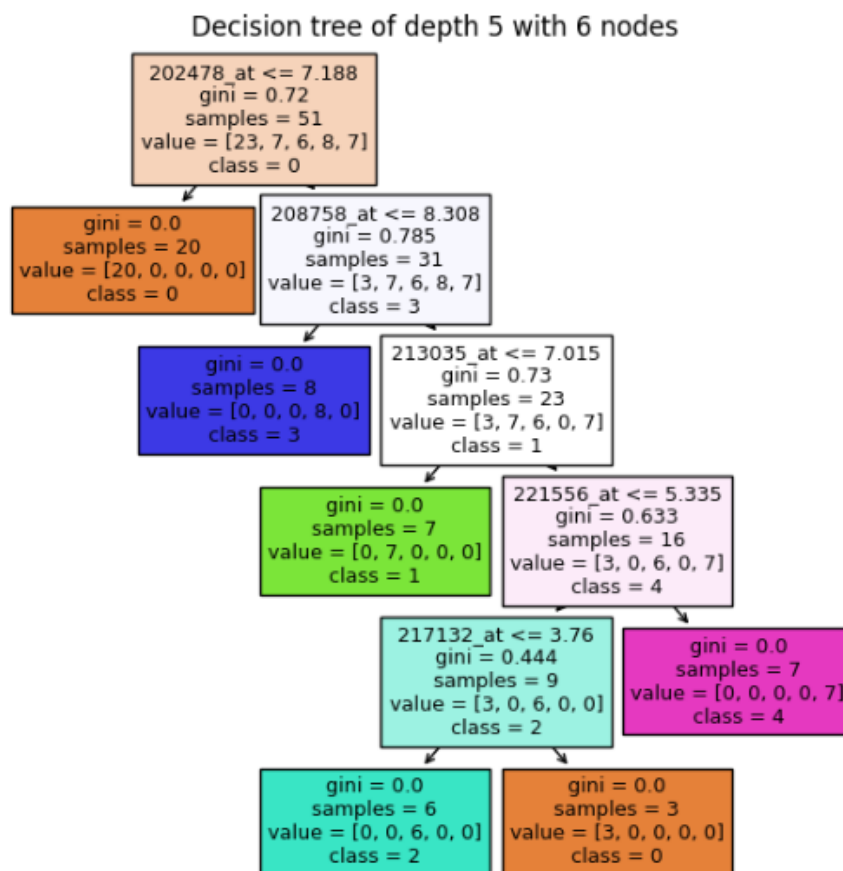 Decision tree of depth 5 with 6 nodes
202478_at <= 7.188
gini = 0.72
samples = 51
value = [23, 7, 6, 8, 7]
class = 0
gini = 0.0
samples = 20
value = [20, 0, 0, 0, 0]
class = 0
208758_at <= 8.308
gini = 0.785
samples = 31
value = [3, 7, 6, 8, 7]
class = 3
gini = 0.0
samples = 8
value = [0, 0, 0, 8, 0]
class = 3
213035_at <= 7.015
gini = 0.73
samples = 23
value = [3, 7, 6, 0, 7]
class = 1
gini = 0.0
samples = 7
value = [0, 7, 0, 0, 0]
class = 1
221556_at <= 5.335
gini = 0.633
samples = 16
value = [3, 0, 6, 0, 7]
class = 4
217132_at <= 3.76
gini = 0.444
samples = 9
value = [3, 0, 6, 0, 0]
class = 2
gini = 0.0
samples = 7
value = [0, 0, 0, 0, 7]
class = 4
gini = 0.0
samples = 6
value = [0, 0, 6, 0, 0]
class = 2
gini = 0.0
samples = 3
value = [3, 0, 0, 0, 0]
class = 0